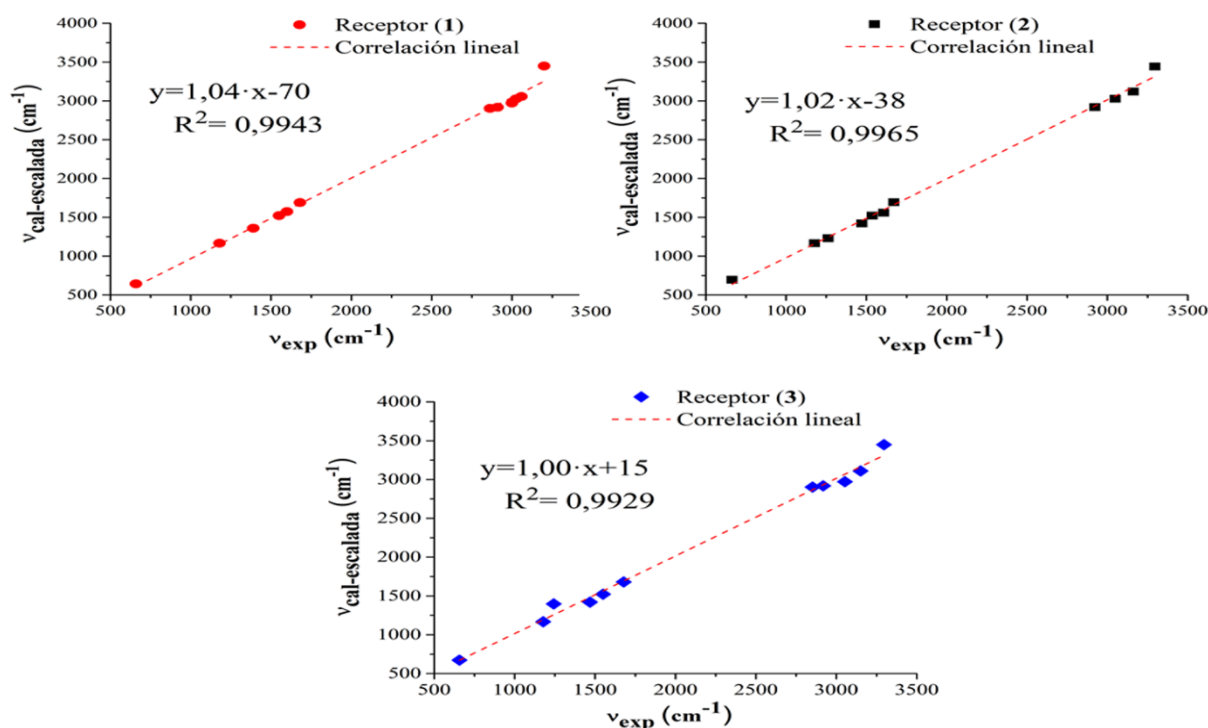 Receptor (1)
Correlación lineal
y=1,04·x-70
R²= 0,9943
4000
3500
3000
2500
2000
1500
1000
500
500
1000
1500
2000
2500
3000
3500
νcal-escalada (cm⁻¹)
νexp (cm⁻¹)
Receptor (2)
Correlación lineal
y=1,02·x-38
R²= 0,9965
4000
3500
3000
2500
2000
1500
1000
500
500
1000
1500
2000
2500
3000
3500
νcal-escalada (cm⁻¹)
νexp (cm⁻¹)
Receptor (3)
Correlación lineal
y=1,00·x+15
R²= 0,9929
4000
3500
3000
2500
2000
1500
1000
500
500
1000
1500
2000
2500
3000
3500
νcal-escalada (cm⁻¹)
νexp (cm⁻¹)